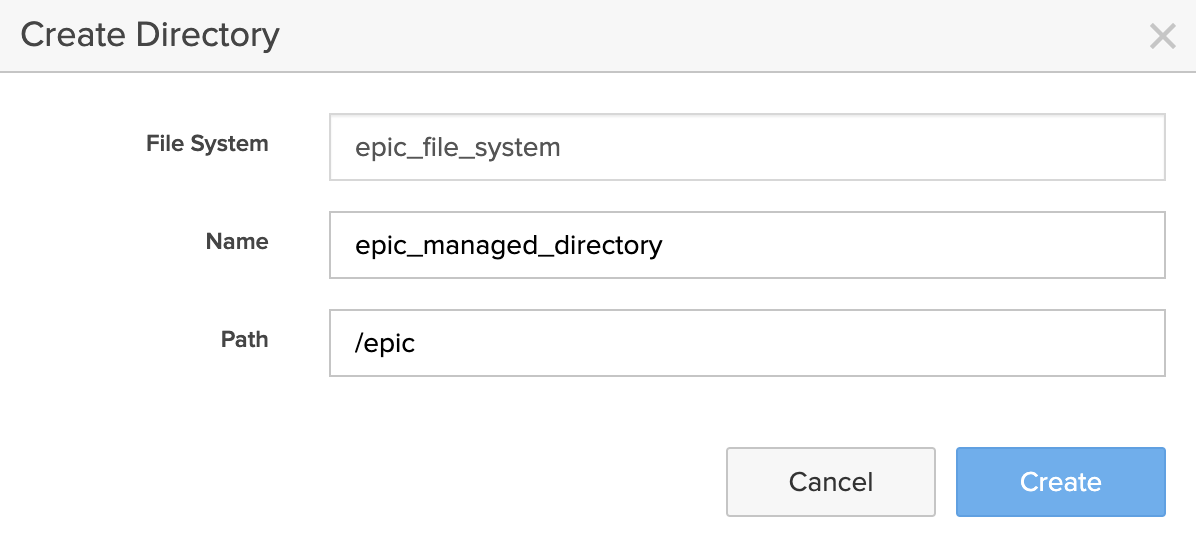 Create Directory
File System
epic_file_system
Name
epic_managed_directory
Path
/epic
Cancel
Create